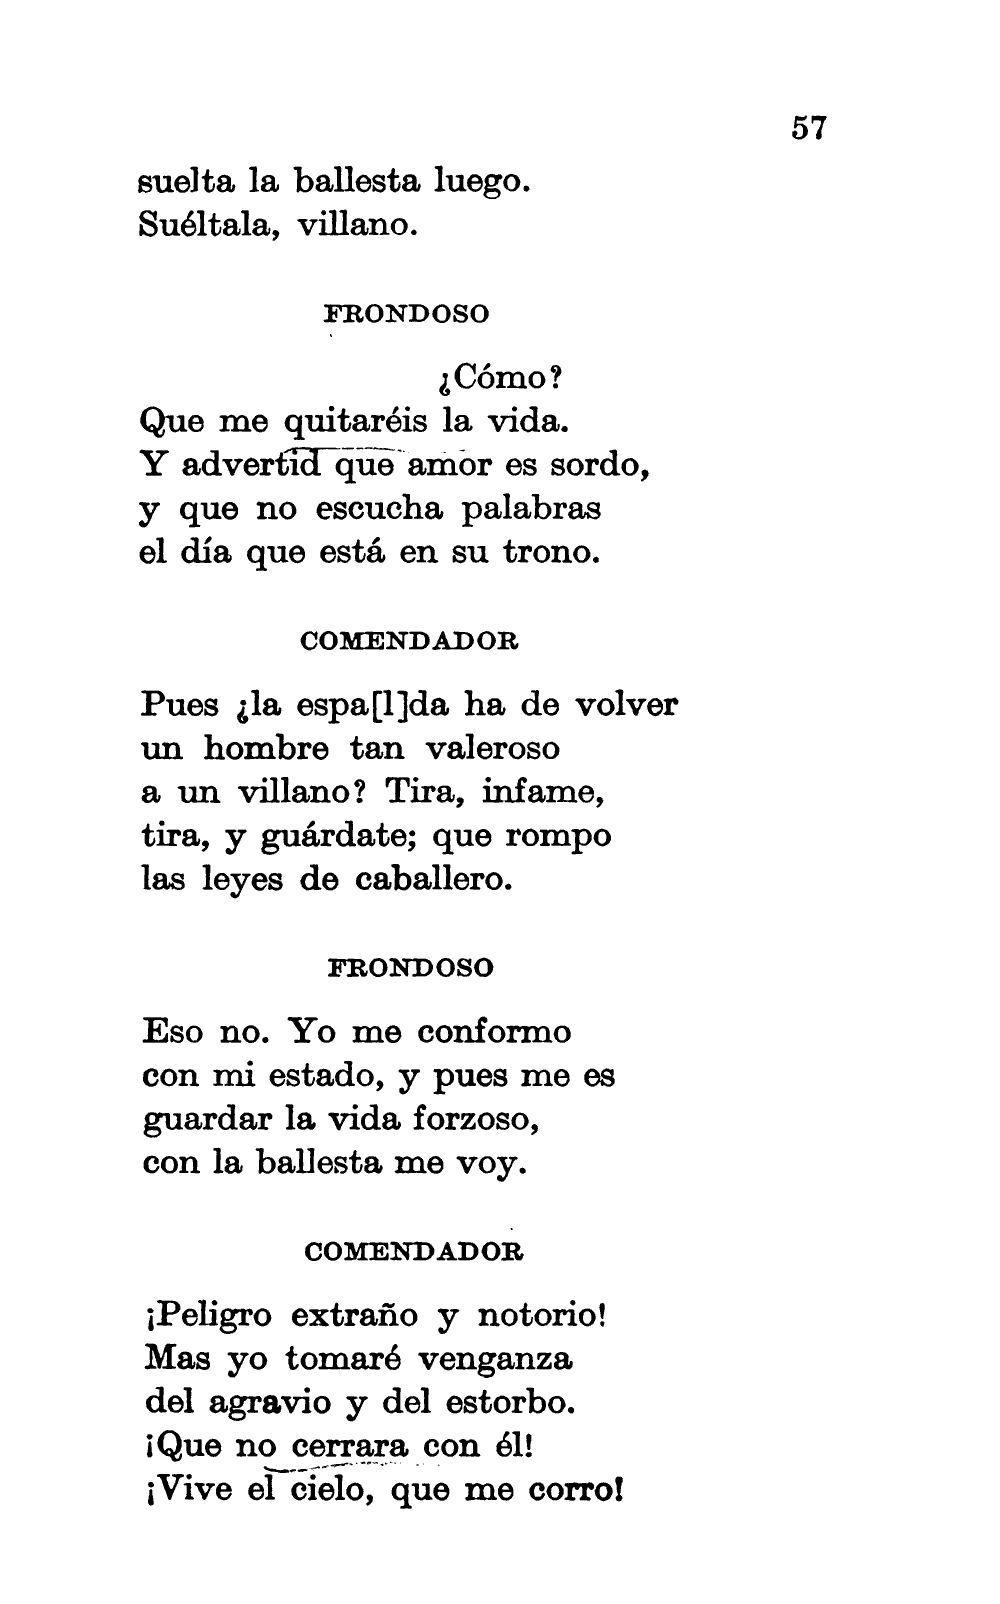 57
suelta la ballesta luego.
Suéltala, villano.
FRONDOSO
¿Cómo?
Que me quitaréis la vida.
Y advertid que amor es sordo,
y que no escucha palabras
el día que está en su trono.
COMENDADOR
Pues ¿la espa[l]da ha de volver
un hombre tan valeroso
a un villano? Tira, infame,
tira, y guárdate; que rompo
las leyes de caballero.
FRONDOSO
Eso no. Yo me conformo
con mi estado, y pues me es
guardar la vida forzoso,
con la ballesta me voy.
COMENDADOR
¡Peligro extraño y notorio!
Mas yo tomaré venganza
del agravio y del estorbo.
¡Que no cerrara con él!
¡Vive el cielo, que me corro!